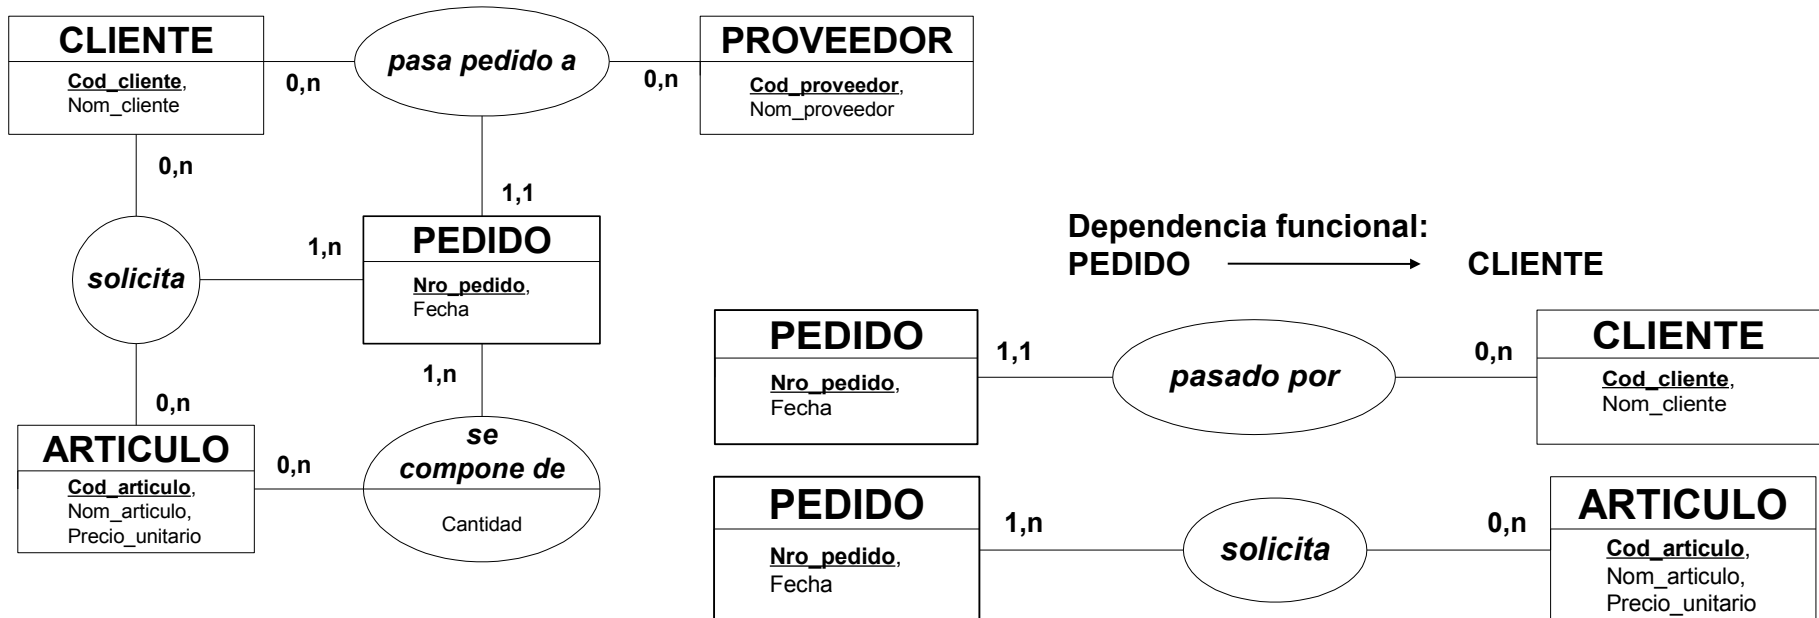 CLIENTE
Cod_cliente,
Nom_cliente
0,n
pasa pedido a
0,n
PROVEEDOR
Cod_proveedor,
Nom_proveedor
0,n
1,1
solicita
1,n
PEDIDO
Nro_pedido,
Fecha
0,n
1,n
ARTICULO
Cod_articulo,
Nom_articulo,
Precio_unitario
0,n
se
compone de
Cantidad
Dependencia funcional:
PEDIDO CLIENTE
PEDIDO
Nro_pedido,
Fecha
1,1
pasado por
0,n
CLIENTE
Cod_cliente,
Nom_cliente
PEDIDO
Nro_pedido,
Fecha
1,n
solicita
0,n
ARTICULO
Cod_articulo,
Nom_articulo,
Precio_unitario